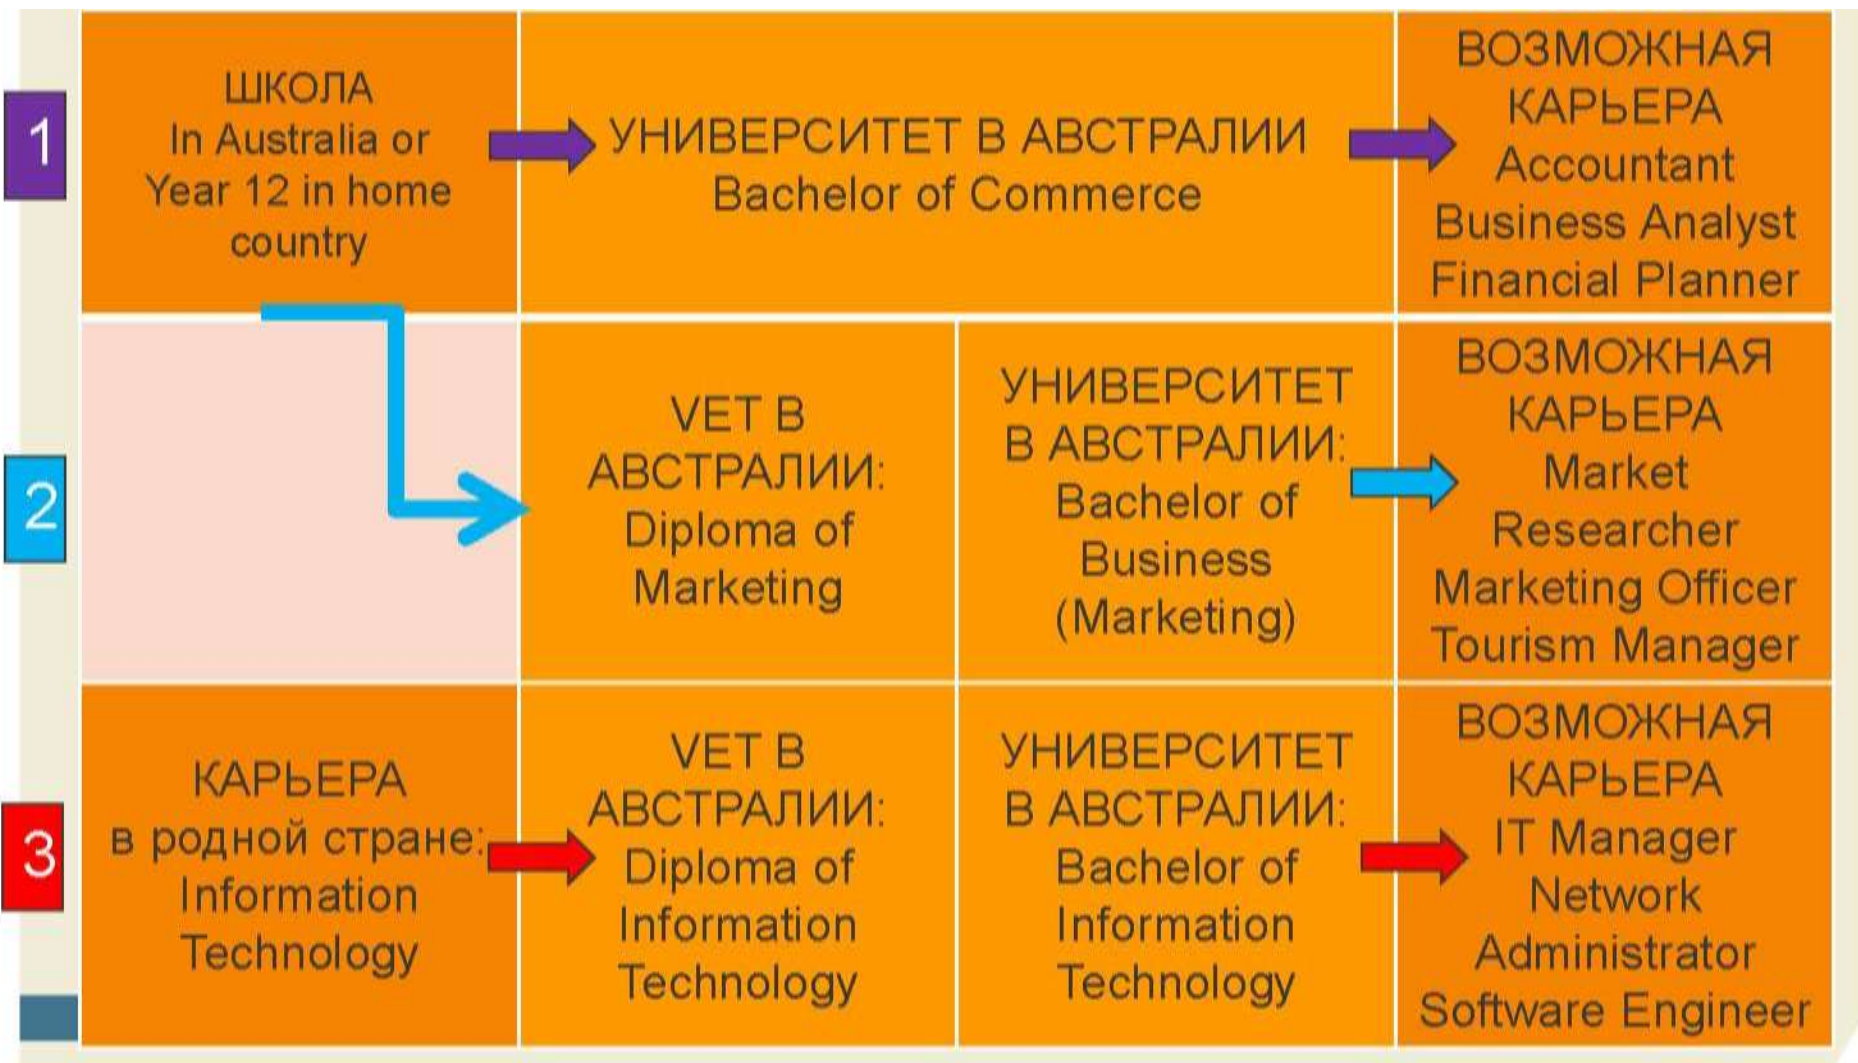 1
ШКОЛА
In Australia or
Year 12 in home
country
УНИВЕРСИТЕТ В АВСТРАЛИИ
Bachelor of Commerce
ВОЗМОЖНАЯ
КАРЬЕРА
Accountant
Business Analyst
Financial Planner
2
VET В
АВСТРАЛИИ:
Diploma of
Marketing
УНИВЕРСИТЕТ
В АВСТРАЛИИ:
Bachelor of
Business
(Marketing)
ВОЗМОЖНАЯ
КАРЬЕРА
Market
Researcher
Marketing Officer
Tourism Manager
3
КАРЬЕРА
в родной стране:
Information
Technology
VET В
АВСТРАЛИИ:
Diploma of
Information
Technology
УНИВЕРСИТЕТ
В АВСТРАЛИИ:
Bachelor of
Information
Technology
ВОЗМОЖНАЯ
КАРЬЕРА
IT Manager
Network
Administrator
Software Engineer